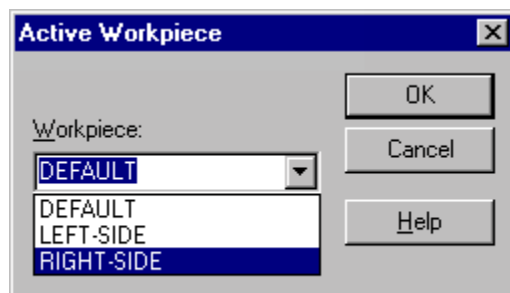 Active Workpiece
Workpiece:
DEFAULT
DEFAULT
LEFT-SIDE
RIGHT-SIDE
OK
Cancel
Help